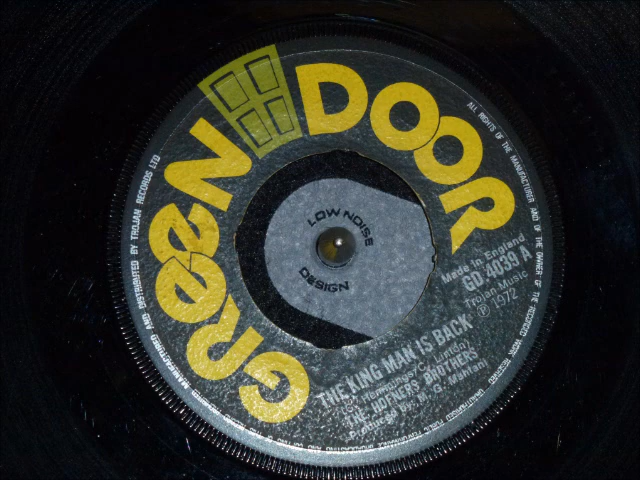 GREEN DOOR
ALL RIGHTS OF THE MANUFACTURER AND OF THE OWNER OF THE RECORDED WORK RESERVED
MANUFACTURED AND DISTRIBUTED BY TROJAN RECORDS LTD
LOW NOISE
DESIGN
Made in England
GD 4039 A
Trojan Music
℗ 1972
THE KING MAN IS BACK
THE HOFNERS BROTHERS
Produced by